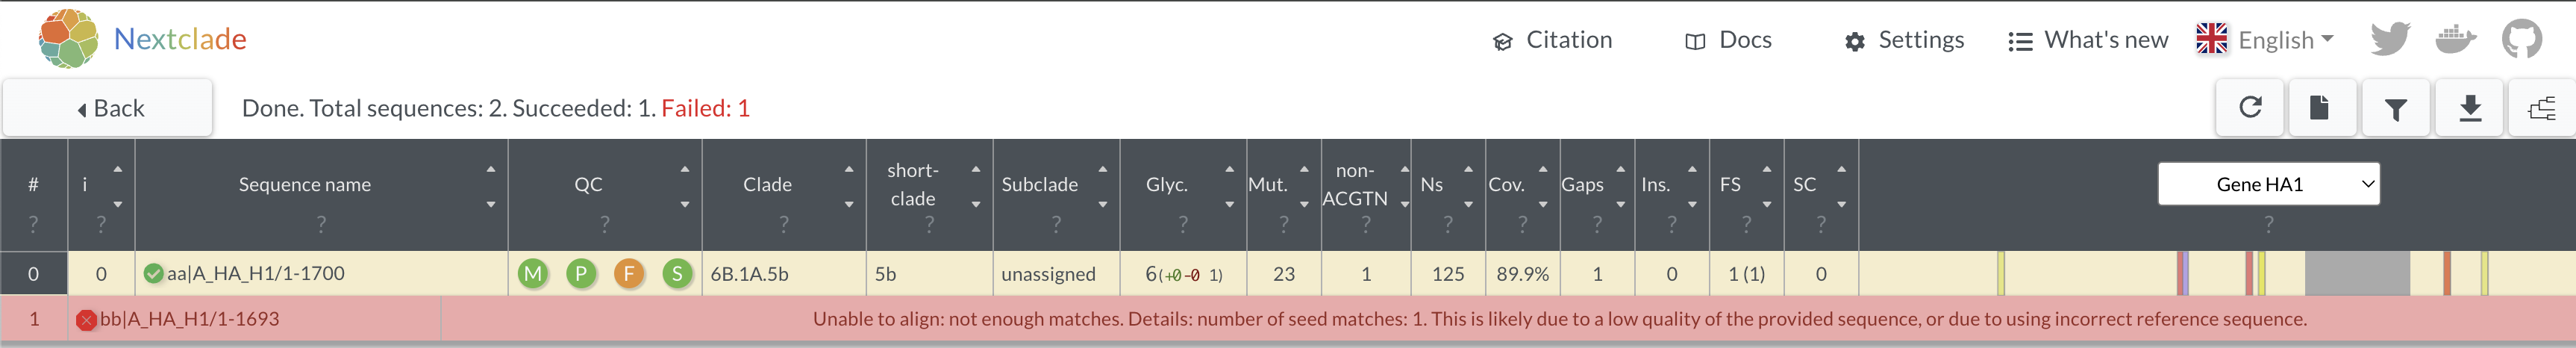 Nextclade
Citation Docs Settings What's new English
Back Done. Total sequences: 2. Succeeded: 1. Failed: 1
# i Sequence name QC Clade short-clade Subclade Glyc. Mut. non-ACGTN Ns Cov. Gaps Ins. FS SC Gene HA1
? ? ? ? ? ? ? ? ? ? ? ? ? ? ? ? ?
0 0 aa|A_HA_H1/1-1700 M P F S 6B.1A.5b 5b unassigned 6(+0-0 1) 23 1 125 89.9% 1 0 1 (1) 0
1 bb|A_HA_H1/1-1693 Unable to align: not enough matches. Details: number of seed matches: 1. This is likely due to a low quality of the provided sequence, or due to using incorrect reference sequence.